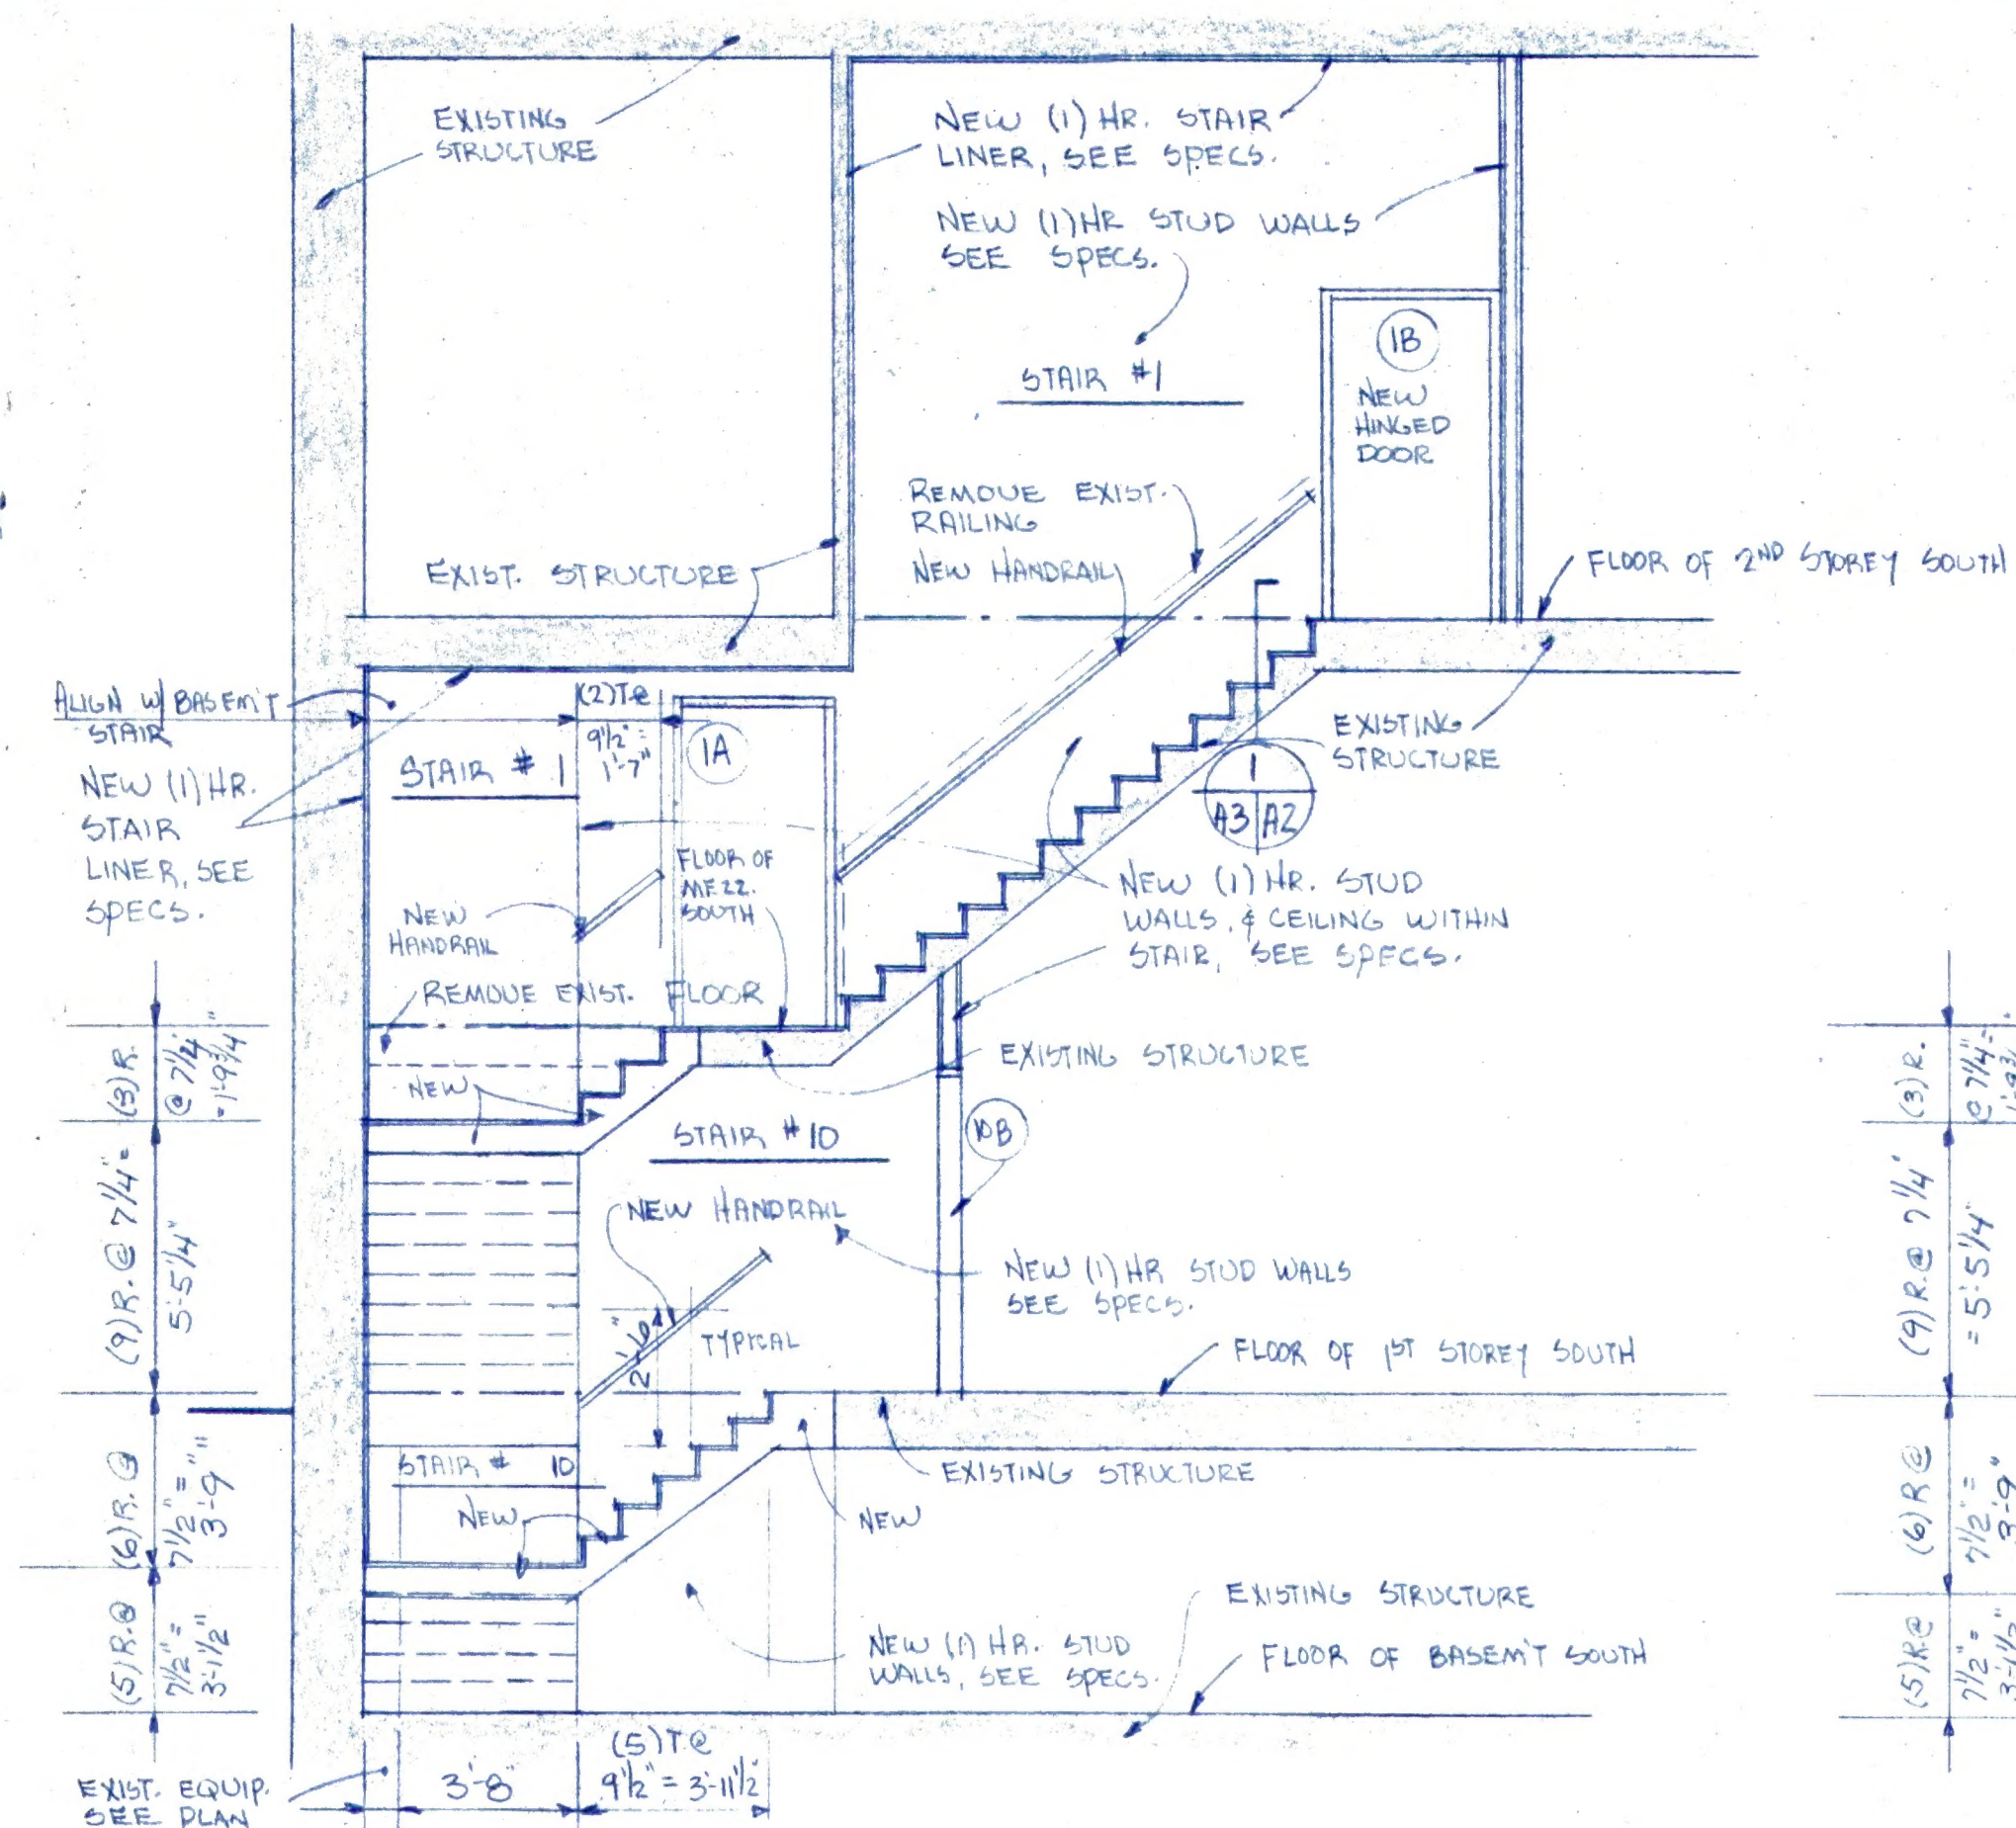 EXISTING
STRUCTURE
NEW (1) HR. STAIR
LINER, SEE SPECS.
NEW (1) HR STUD WALLS
SEE SPECS.
STAIR #1
1B
NEW
HINGED
DOOR
REMOVE EXIST.
RAILING
NEW HANDRAIL
EXIST. STRUCTURE
FLOOR OF 2ND STOREY SOUTH
ALIGN W/ BASEM'T
STAIR
NEW (1) HR.
STAIR
LINER, SEE
SPECS.
(2)T@
9½" =
1'-7"
1A
STAIR # 1
EXISTING
STRUCTURE
1
A3 A2
FLOOR OF
MEZZ.
SOUTH
NEW
HANDRAIL
NEW (1) HR. STUD
WALLS, & CEILING WITHIN
STAIR, SEE SPECS.
REMOVE EXIST. FLOOR
EXISTING STRUCTURE
NEW
STAIR #10
10B
NEW HANDRAIL
NEW (1) HR STUD WALLS
SEE SPECS.
2'-6"
TYPICAL
FLOOR OF 1ST STOREY SOUTH
STAIR # 10
EXISTING STRUCTURE
NEW
NEW
EXISTING STRUCTURE
NEW (1) HR. STUD
WALLS, SEE SPECS.
FLOOR OF BASEM'T SOUTH
(3) R.
@ 7¼"
=1'-9¾"
(9) R. @ 7¼" =
5'-5¼"
(6) R. @
7½" =
3'-9"
(5) R. @
7½" =
3'-1½"
(3) R.
@ 7¼" =
(9) R. @ 7¼"
= 5'-5¼"
(6) R @
7½" =
3'-9"
(5) R @
7½" =
3'-1½"
EXIST. EQUIP.
SEE PLAN
3'-8"
(5) T @
9½" = 3'-11½"